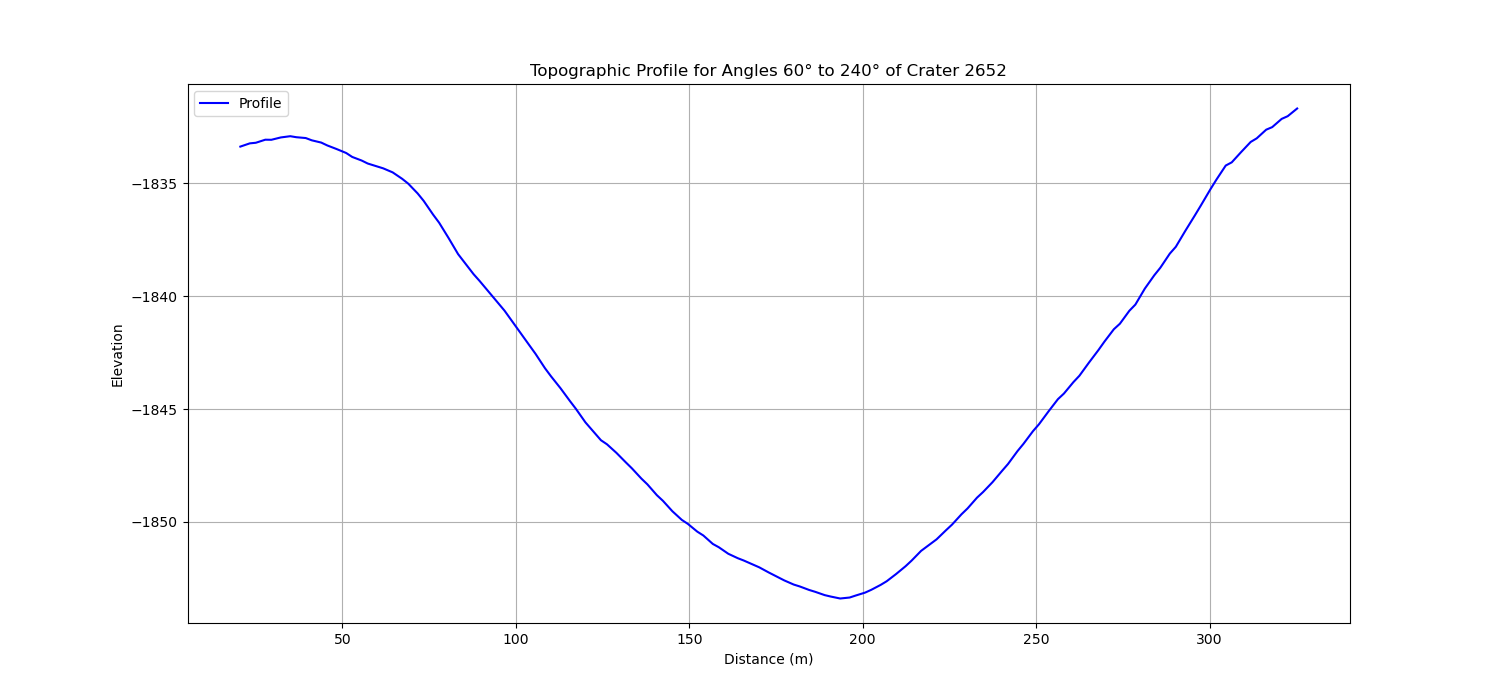 Topographic Profile for Angles 60° to 240° of Crater 2652
Profile
−1835
−1840
−1845
−1850
Elevation
50
100
150
200
250
300
Distance (m)